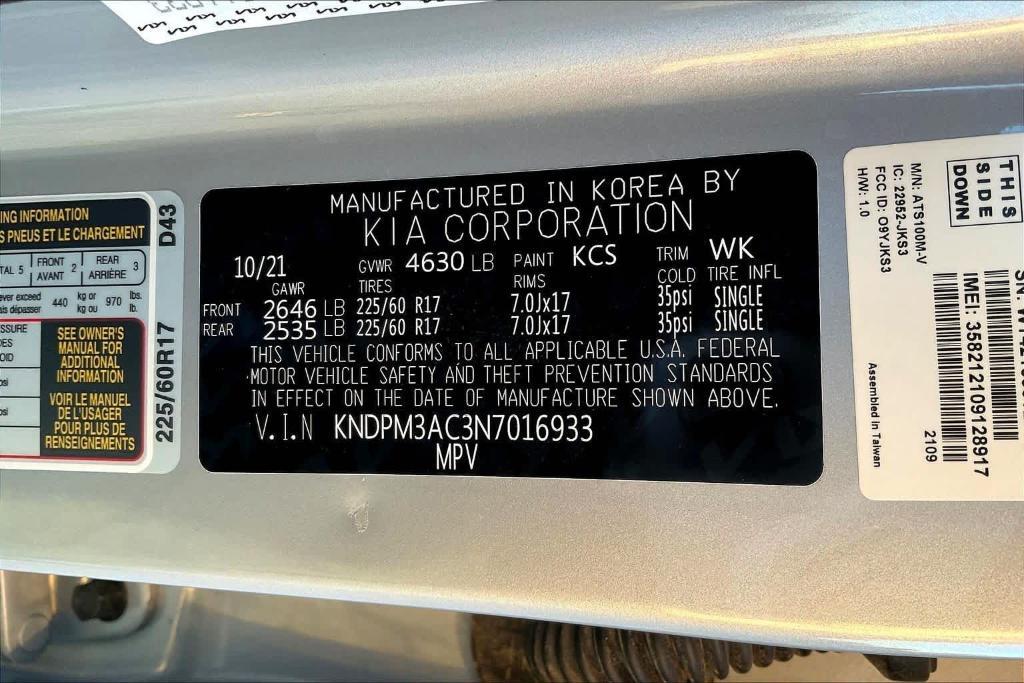 MANUFACTURED IN KOREA BY
KIA CORPORATION
10/21 GVWR 4630 LB PAINT KCS TRIM WK
GAWR TIRES RIMS COLD TIRE INFL
FRONT 2646 LB 225/60 R17 7.0Jx17 35psi SINGLE
REAR 2535 LB 225/60 R17 7.0Jx17 35psi SINGLE
THIS VEHICLE CONFORMS TO ALL APPLICABLE U.S.A. FEDERAL
MOTOR VEHICLE SAFETY AND THEFT PREVENTION STANDARDS
IN EFFECT ON THE DATE OF MANUFACTURE SHOWN ABOVE.
V.I.N KNDPM3AC3N7016933
MPV
INFORMATION
PNEUS ET LE CHARGEMENT
5
FRONT
AVANT 2
REAR
ARRIÈRE 3
exceed
dépasser
440
kg or
kg ou
970
lbs.
lb.
SEE OWNER'S
MANUAL FOR
ADDITIONAL
INFORMATION
VOIR LE MANUEL
DE L'USAGER
POUR PLUS DE
RENSEIGNEMENTS
225/60R17
D43
THIS
SIDE
DOWN
M/N: ATS100M-V
IC: 22952-JKS3
FCC ID: O9YJKS3
H/W: 1.0
IMEI: 358212109128917
2109
Assembled in Taiwan